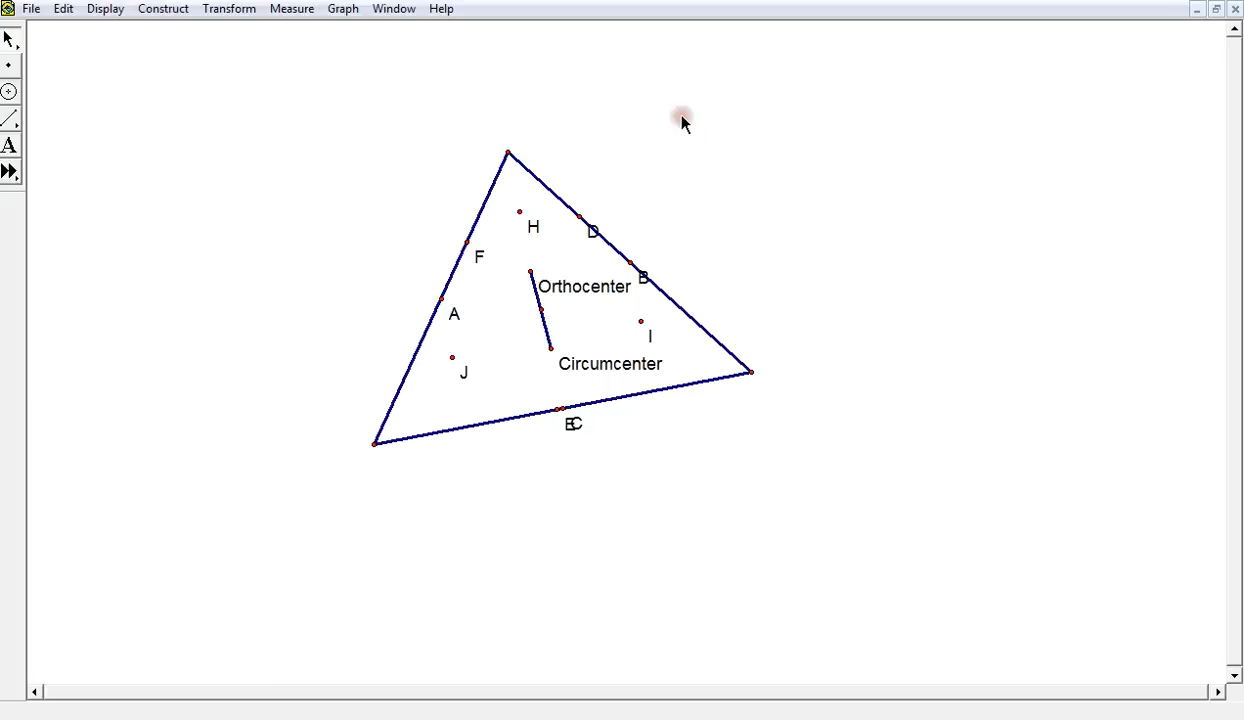 File Edit Display Construct Transform Measure Graph Window Help
A
H
D
F
B
Orthocenter
A
I
Circumcenter
J
E C